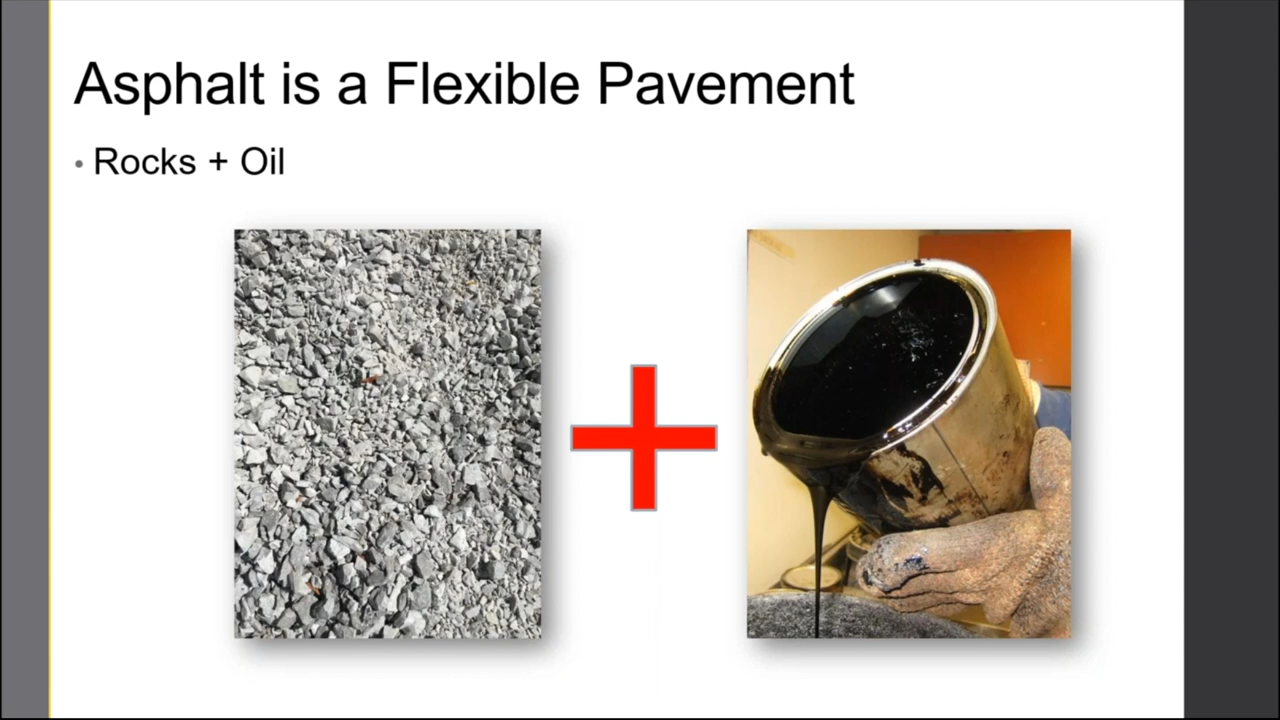 Asphalt is a Flexible Pavement
• Rocks + Oil